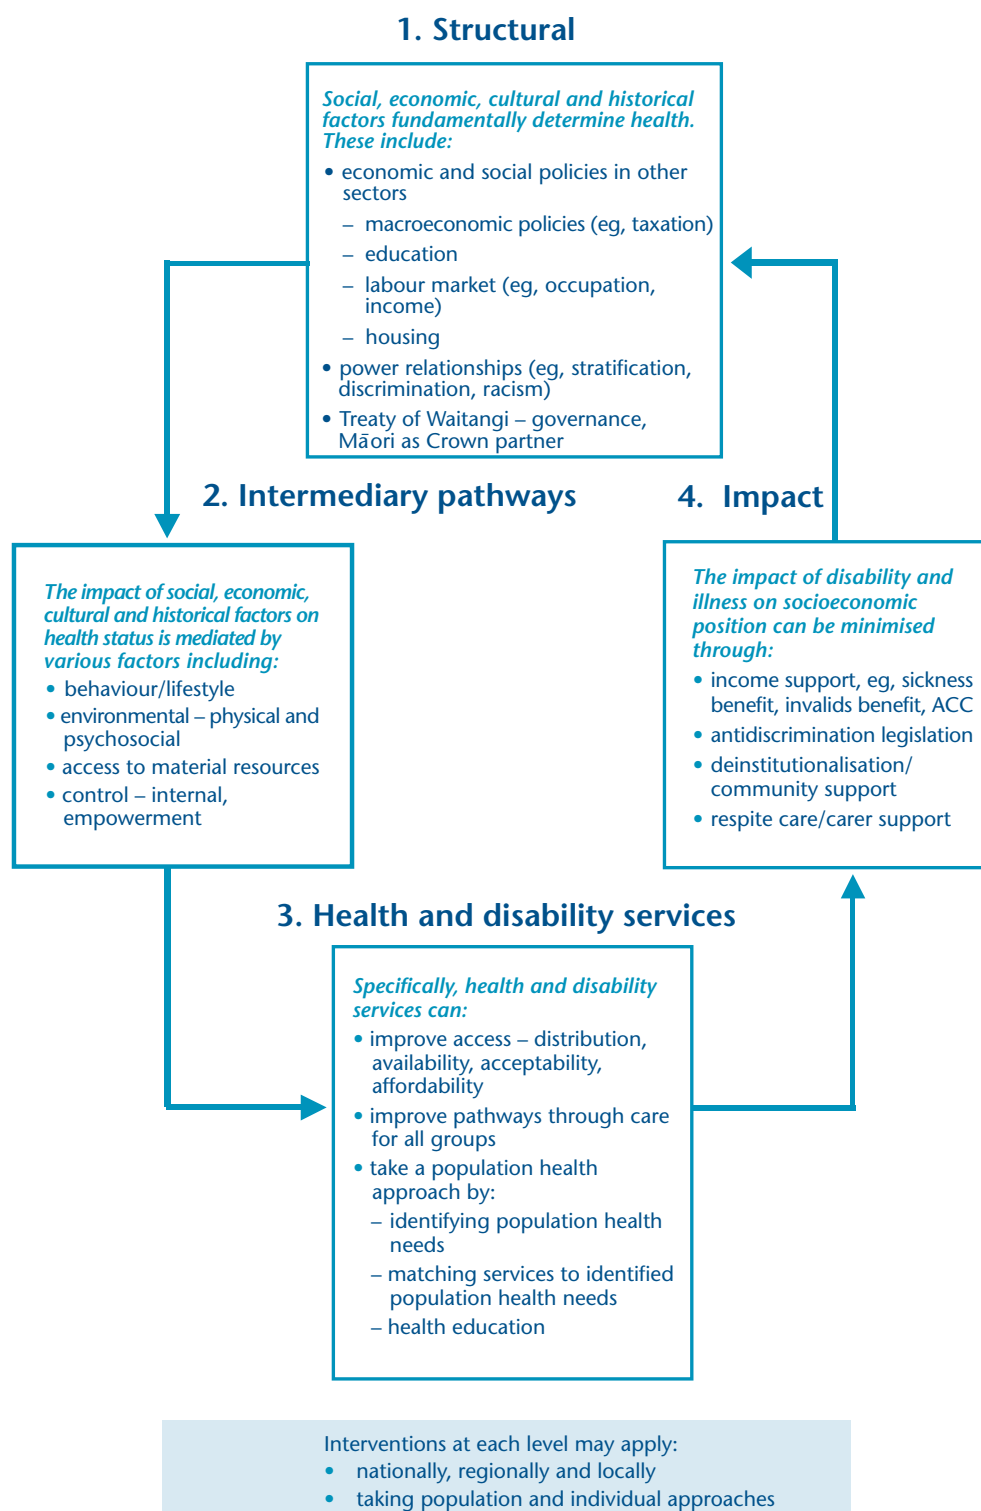 1. Structural
Social, economic, cultural and historical
factors fundamentally determine health.
These include:
• economic and social policies in other
sectors
– macroeconomic policies (eg, taxation)
– education
– labour market (eg, occupation,
income)
– housing
• power relationships (eg, stratification,
discrimination, racism)
• Treaty of Waitangi – governance,
Māori as Crown partner
2. Intermediary pathways
The impact of social, economic,
cultural and historical factors on
health status is mediated by
various factors including:
• behaviour/lifestyle
• environmental – physical and
psychosocial
• access to material resources
• control – internal,
empowerment
4. Impact
The impact of disability and
illness on socioeconomic
position can be minimised
through:
• income support, eg, sickness
benefit, invalids benefit, ACC
• antidiscrimination legislation
• deinstitutionalisation/
community support
• respite care/carer support
3. Health and disability services
Specifically, health and disability
services can:
• improve access – distribution,
availability, acceptability,
affordability
• improve pathways through care
for all groups
• take a population health
approach by:
– identifying population health
needs
– matching services to identified
population health needs
– health education
Interventions at each level may apply:
• nationally, regionally and locally
• taking population and individual approaches